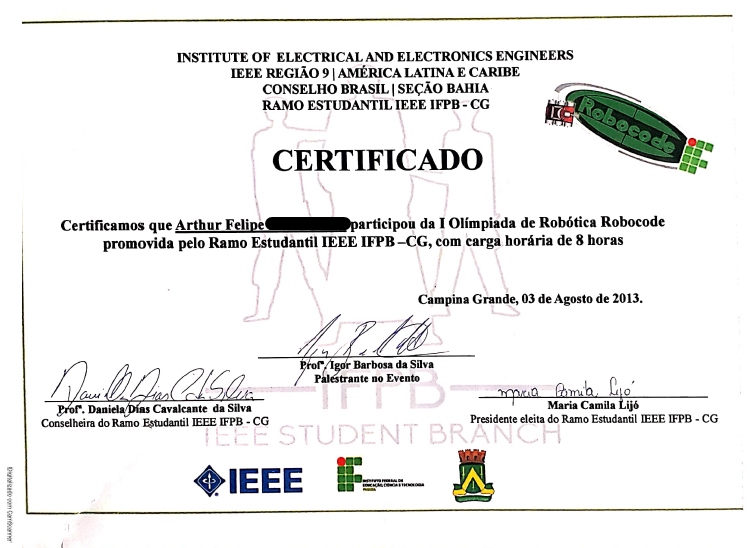 INSTITUTE OF ELECTRICAL AND ELECTRONICS ENGINEERS
IEEE REGIÃO 9 | AMÉRICA LATINA E CARIBE
CONSELHO BRASIL | SEÇÃO BAHIA
RAMO ESTUDANTIL IEEE IFPB - CG
Robocode
CERTIFICADO
Certificamos que Arthur Felipe participou da I Olímpiada de Robótica Robocode
promovida pelo Ramo Estudantil IEEE IFPB –CG, com carga horária de 8 horas
Campina Grande, 03 de Agosto de 2013.
Profº. Igor Barbosa da Silva
Palestrante no Evento
Profª. Daniela Dias Cavalcante da Silva
Conselheira do Ramo Estudantil IEEE IFPB - CG
Maria Camila Lijó
Maria Camila Lijó
Presidente eleita do Ramo Estudantil IEEE IFPB - CG
IFPB
IEEE STUDENT BRANCH
IEEE
INSTITUTO FEDERAL DE
EDUCAÇÃO, CIÊNCIA E TECNOLOGIA
PARAÍBA
Digitalizado com CamScanner